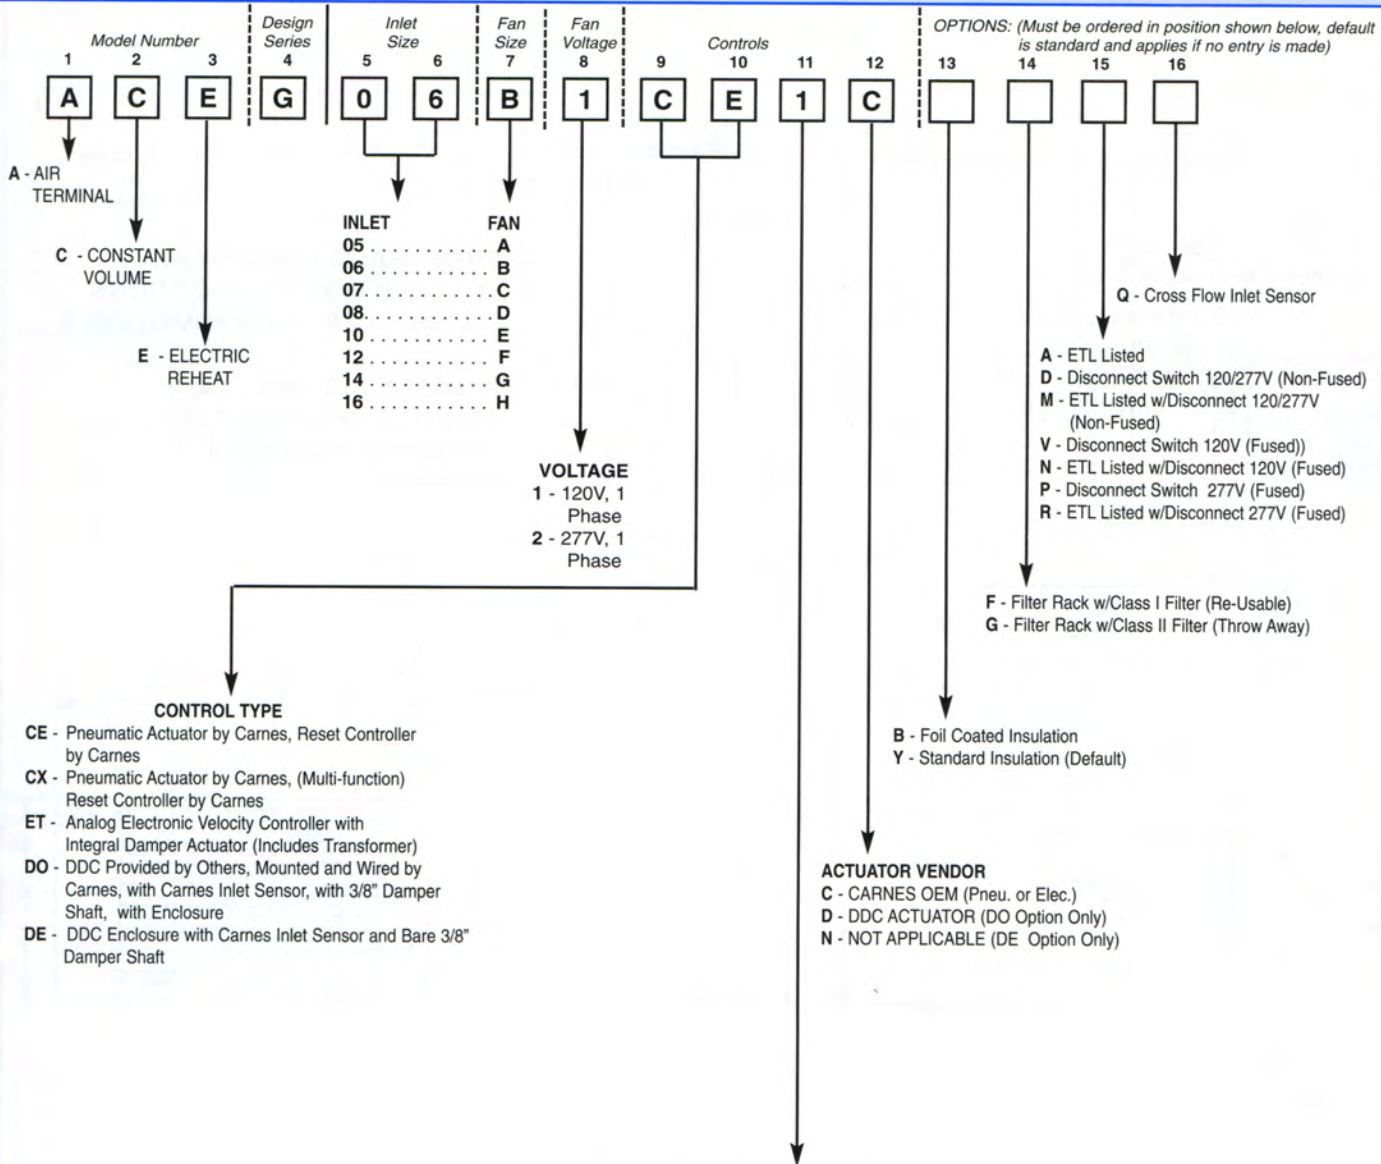 Model Number
Design
Series
Inlet
Size
Fan
Size
Fan
Voltage
Controls
OPTIONS: (Must be ordered in position shown below, default
is standard and applies if no entry is made)
1 2 3 4 5 6 7 8 9 10 11 12 13 14 15 16
A C E G 0 6 B 1 C E 1 C
A - AIR
TERMINAL
C - CONSTANT
VOLUME
E - ELECTRIC
REHEAT
INLET FAN
05 . . . . . . . . . . . A
06 . . . . . . . . . . . B
07 . . . . . . . . . . . C
08. . . . . . . . . . . . D
10 . . . . . . . . . . . E
12 . . . . . . . . . . . F
14 . . . . . . . . . . . G
16 . . . . . . . . . . . H
VOLTAGE
1 - 120V, 1
Phase
2 - 277V, 1
Phase
Q - Cross Flow Inlet Sensor
A - ETL Listed
D - Disconnect Switch 120/277V (Non-Fused)
M - ETL Listed w/Disconnect 120/277V
(Non-Fused)
V - Disconnect Switch 120V (Fused))
N - ETL Listed w/Disconnect 120V (Fused)
P - Disconnect Switch 277V (Fused)
R - ETL Listed w/Disconnect 277V (Fused)
F - Filter Rack w/Class I Filter (Re-Usable)
G - Filter Rack w/Class II Filter (Throw Away)
B - Foil Coated Insulation
Y - Standard Insulation (Default)
CONTROL TYPE
CE - Pneumatic Actuator by Carnes, Reset Controller
by Carnes
CX - Pneumatic Actuator by Carnes, (Multi-function)
Reset Controller by Carnes
ET - Analog Electronic Velocity Controller with
Integral Damper Actuator (Includes Transformer)
DO - DDC Provided by Others, Mounted and Wired by
Carnes, with Carnes Inlet Sensor, with 3/8" Damper
Shaft, with Enclosure
DE - DDC Enclosure with Carnes Inlet Sensor and Bare 3/8"
Damper Shaft
ACTUATOR VENDOR
C - CARNES OEM (Pneu. or Elec.)
D - DDC ACTUATOR (DO Option Only)
N - NOT APPLICABLE (DE Option Only)